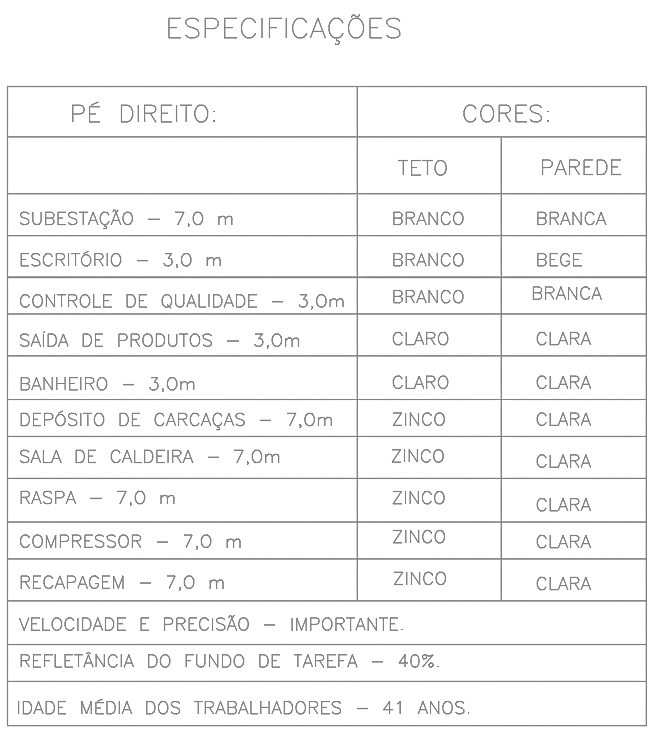 ESPECIFICAÇÕES
PÉ DIREITO: CORES:
TETO PAREDE
SUBESTAÇÃO – 7,0 m BRANCO BRANCA
ESCRITÓRIO – 3,0 m BRANCO BEGE
CONTROLE DE QUALIDADE – 3,0m BRANCO BRANCA
SAÍDA DE PRODUTOS – 3,0m CLARO CLARA
BANHEIRO – 3,0m CLARO CLARA
DEPÓSITO DE CARCAÇAS – 7,0m ZINCO CLARA
SALA DE CALDEIRA – 7,0m ZINCO CLARA
RASPA – 7,0 m ZINCO CLARA
COMPRESSOR – 7,0 m ZINCO CLARA
RECAPAGEM – 7,0 m ZINCO CLARA
VELOCIDADE E PRECISÃO – IMPORTANTE.
REFLETÂNCIA DO FUNDO DE TAREFA – 40%.
IDADE MÉDIA DOS TRABALHADORES – 41 ANOS.